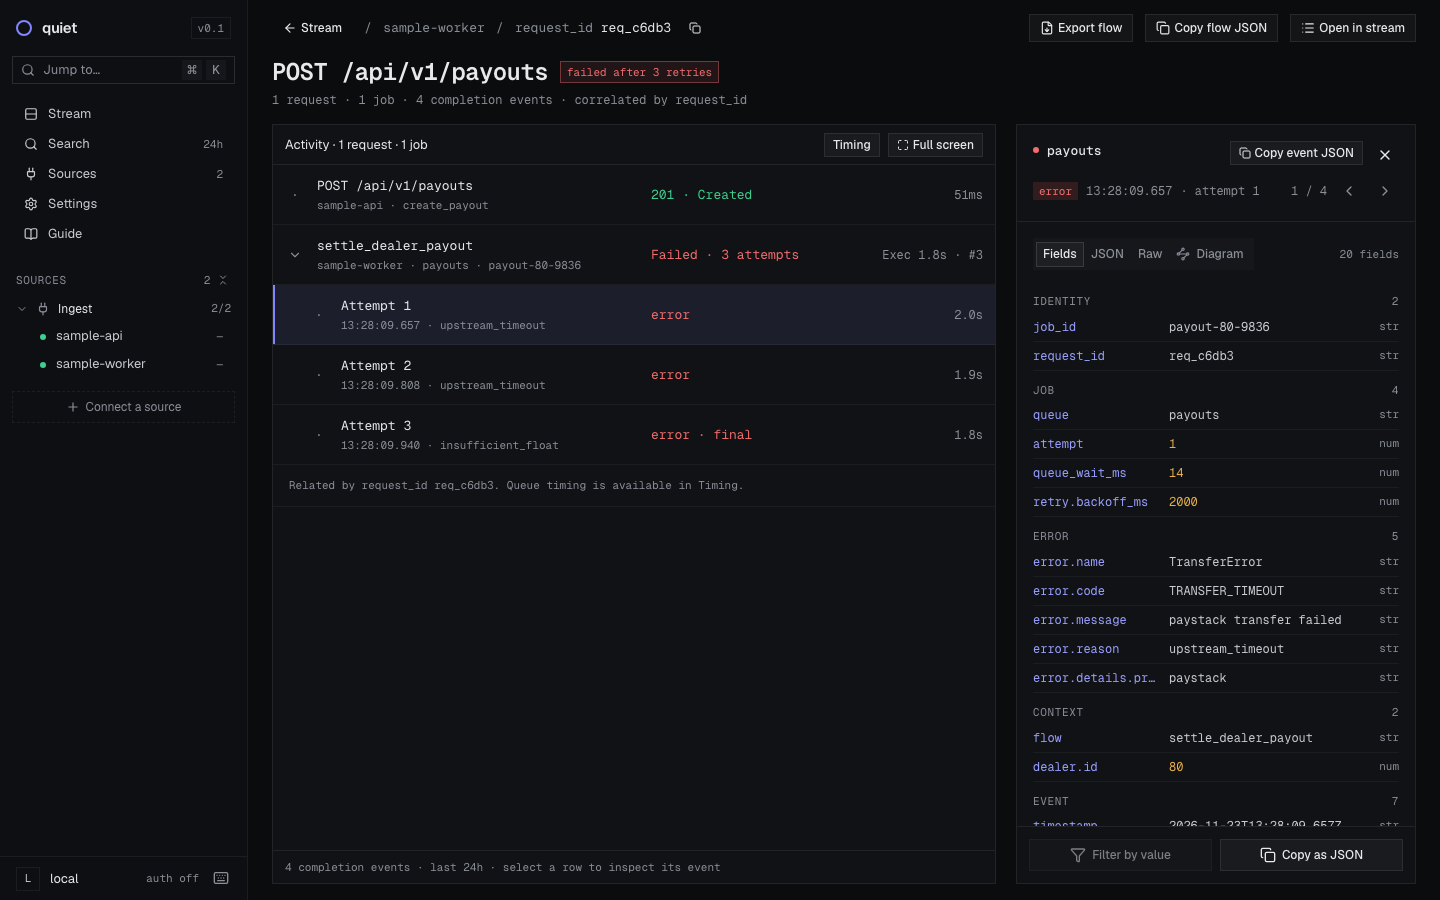 quiet
v0.1
Jump to…
⌘ K
Stream
Search 24h
Sources 2
Settings
Guide
SOURCES 2
Ingest 2/2
sample-api –
sample-worker –
+ Connect a source
L local auth off
← Stream / sample-worker / request_id req_c6db3
Export flow
Copy flow JSON
Open in stream
POST /api/v1/payouts failed after 3 retries
1 request · 1 job · 4 completion events · correlated by request_id
Activity · 1 request · 1 job
Timing
Full screen
· POST /api/v1/payouts 201 · Created 51ms
sample-api · create_payout
settle_dealer_payout Failed · 3 attempts Exec 1.8s · #3
sample-worker · payouts · payout-80-9836
· Attempt 1 error 2.0s
13:28:09.657 · upstream_timeout
· Attempt 2 error 1.9s
13:28:09.808 · upstream_timeout
· Attempt 3 error · final 1.8s
13:28:09.940 · insufficient_float
Related by request_id req_c6db3. Queue timing is available in Timing.
4 completion events · last 24h · select a row to inspect its event
payouts
Copy event JSON
error 13:28:09.657 · attempt 1 1 / 4
Fields JSON Raw Diagram 20 fields
IDENTITY 2
job_id payout-80-9836 str
request_id req_c6db3 str
JOB 4
queue payouts str
attempt 1 num
queue_wait_ms 14 num
retry.backoff_ms 2000 num
ERROR 5
error.name TransferError str
error.code TRANSFER_TIMEOUT str
error.message paystack transfer failed str
error.reason upstream_timeout str
error.details.pr… paystack str
CONTEXT 2
flow settle_dealer_payout str
dealer.id 80 num
EVENT 7
timestamp 2026-11-23T13:28:09.657Z str
Filter by value
Copy as JSON